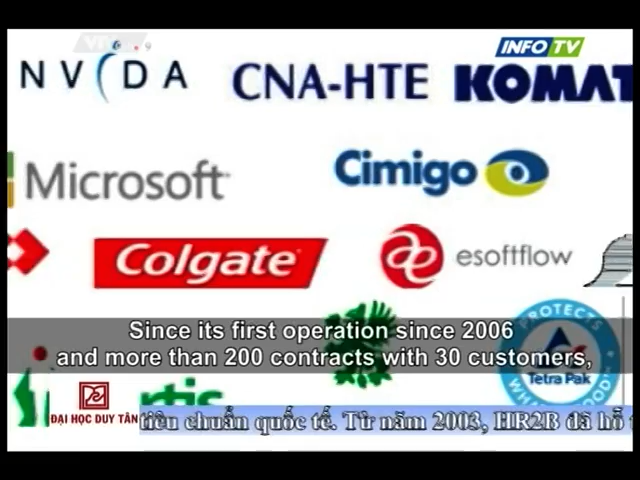 INFO TV
NV DA
CNA-HTE
KOMAT
Microsoft
Cimigo
Colgate
esoftflow
PROTECTS
Tetra Pak
Since its first operation since 2006
and more than 200 contracts with 30 customers,
ĐẠI HỌC DUY TÂN
tiêu chuẩn quốc tế. Từ năm 2003, HR2B đã hỗ t